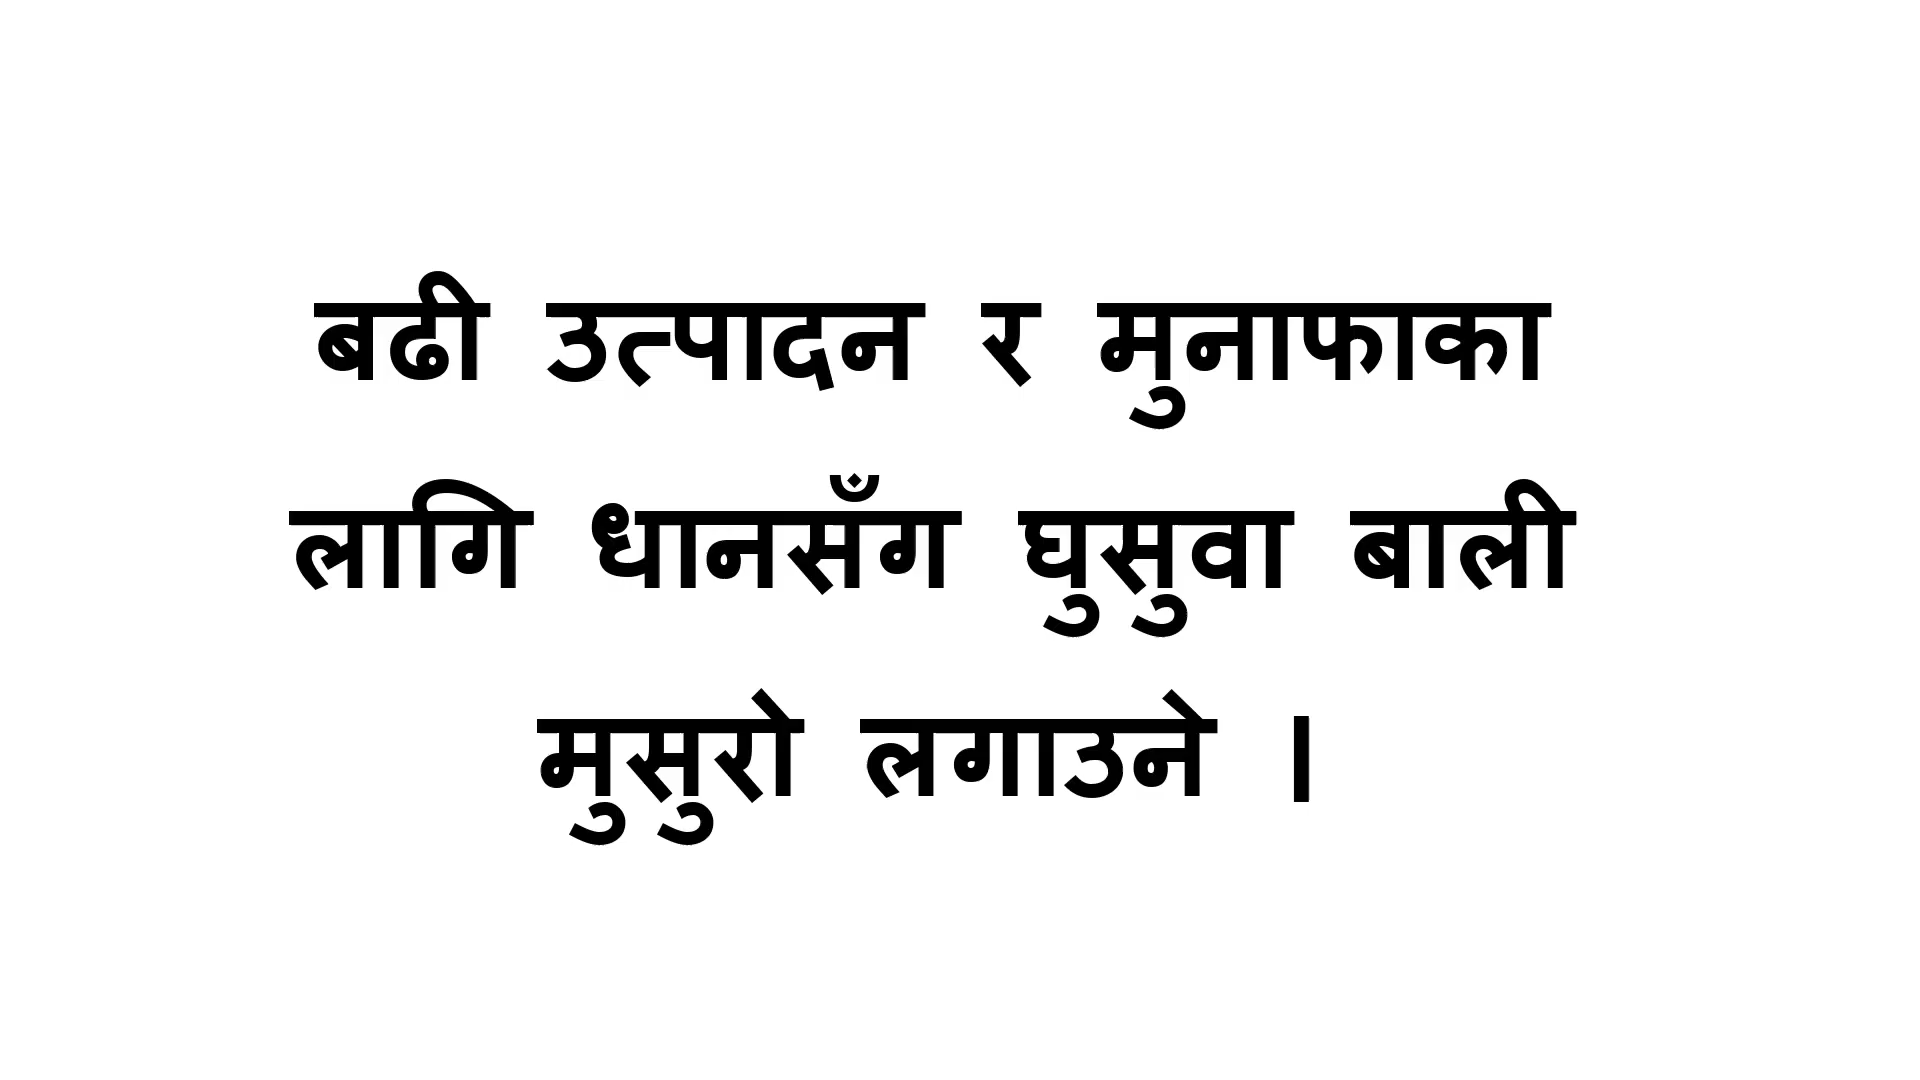 बढी उत्पादन र मुनाफाका
लागि धानसँग घुसुवा बाली
मुसुरो लगाउने ।